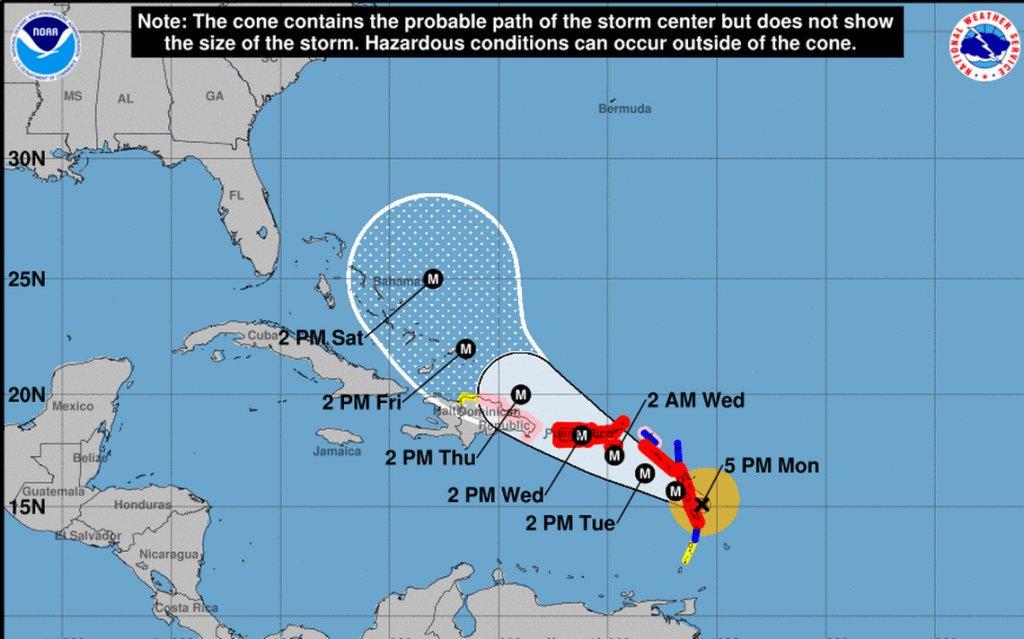 Note: The cone contains the probable path of the storm center but does not show
the size of the storm. Hazardous conditions can occur outside of the cone.
NOAA
NATIONAL WEATHER
SERVICE
SC
MS
AL
GA
Bermuda
30N
FL
25N
Bahamas
M
Cuba
2 PM Sat
M
20N
M
2 AM Wed
Mexico
2 PM Fri
Haiti
Dominican
Republic
Puerto Rico
M
Jamaica
2 PM Thu
M
Belize
5 PM Mon
M
2 PM Wed
M
Guatemala
Honduras
15N
2 PM Tue
El Salvador
Nicaragua
Costa Rica